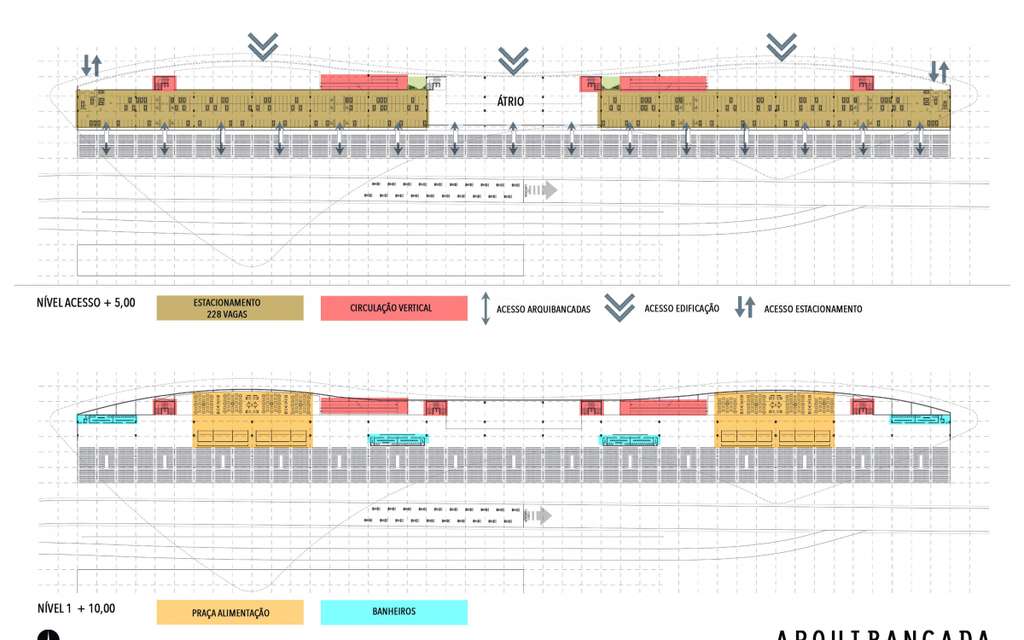 ÁTRIO
NÍVEL ACESSO + 5,00
ESTACIONAMENTO
228 VAGAS
CIRCULAÇÃO VERTICAL
ACESSO ARQUIBANCADAS
ACESSO EDIFICAÇÃO
ACESSO ESTACIONAMENTO
NÍVEL 1 + 10,00
PRAÇA ALIMENTAÇÃO
BANHEIROS
ARQUIBANCADA